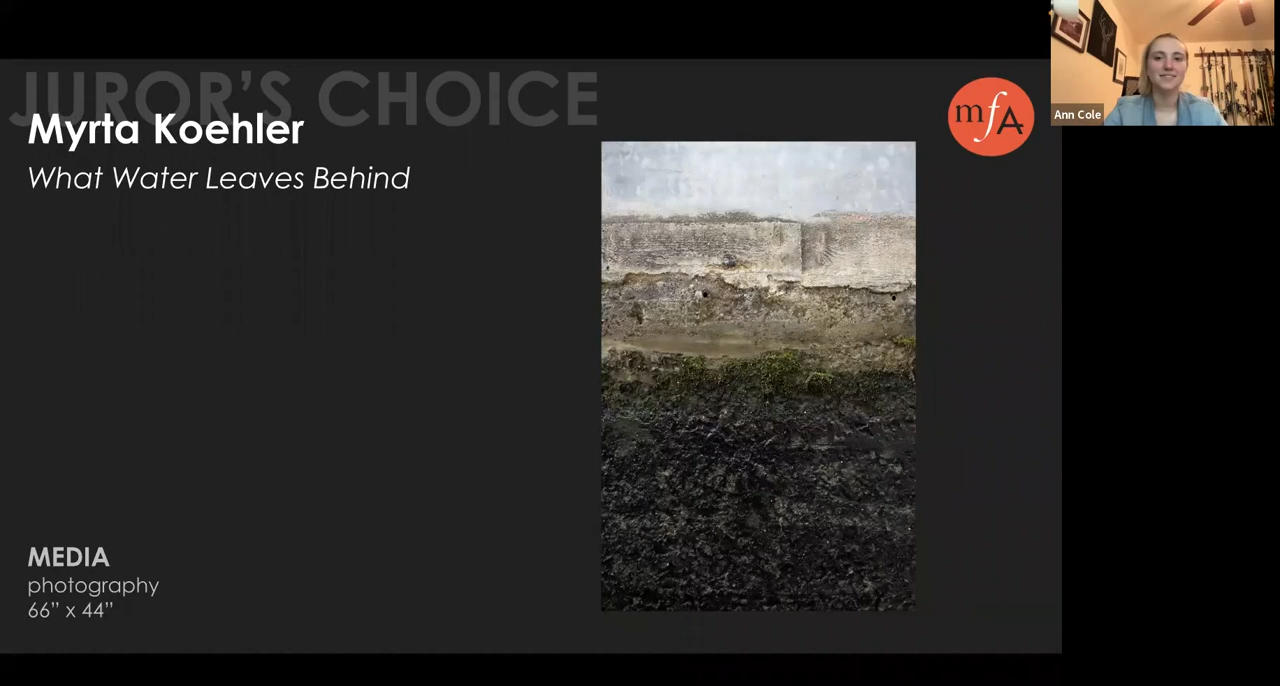 JUROR'S CHOICE
Myrta Koehler
What Water Leaves Behind
mfA
Ann Cole
MEDIA
photography
66” x 44”